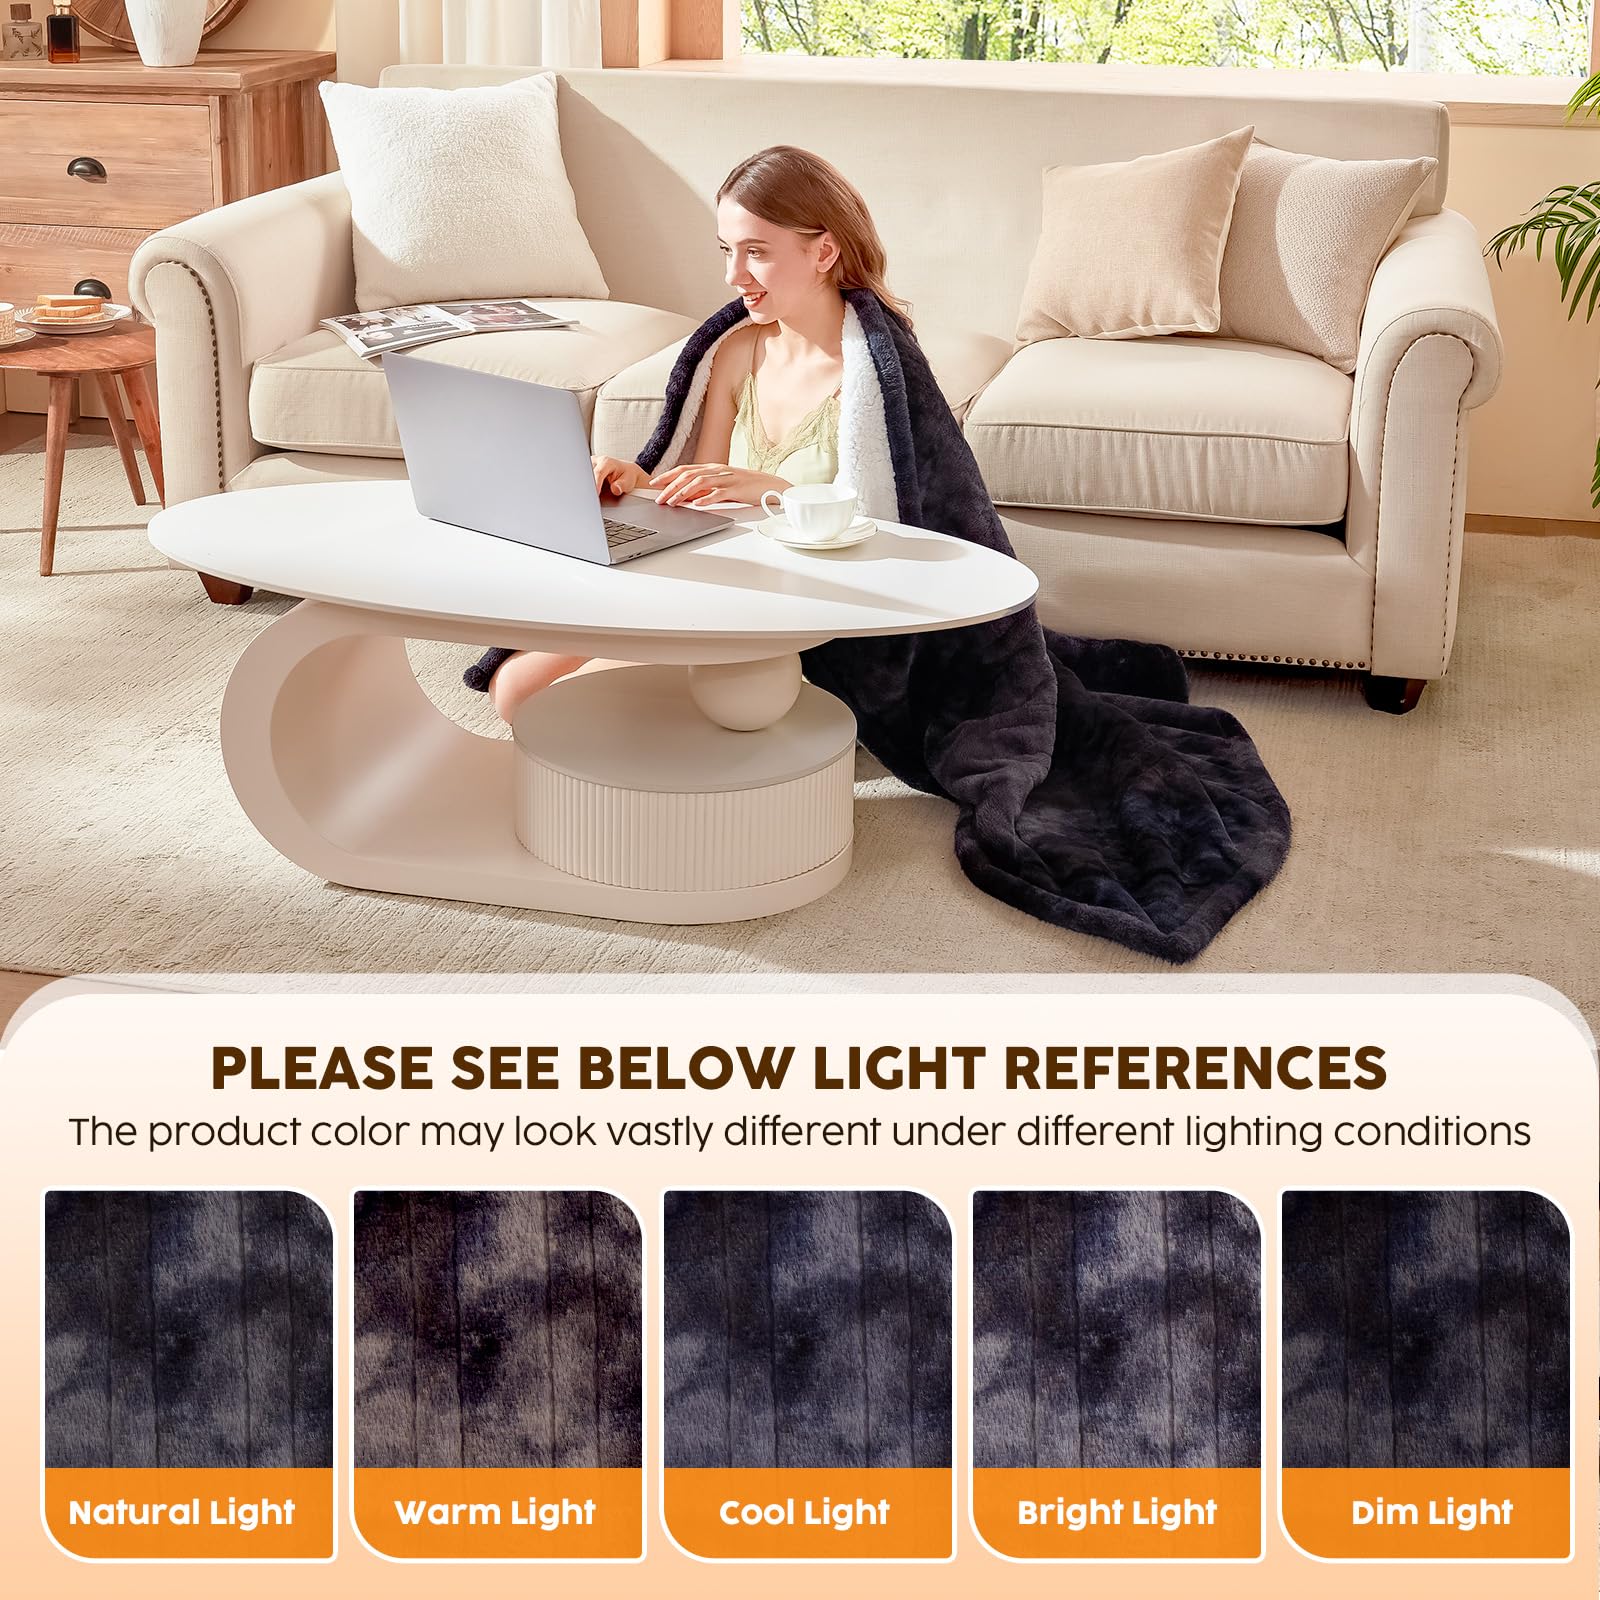 PLEASE SEE BELOW LIGHT REFERENCES
The product color may look vastly different under different lighting conditions
Natural Light
Warm Light
Cool Light
Bright Light
Dim Light